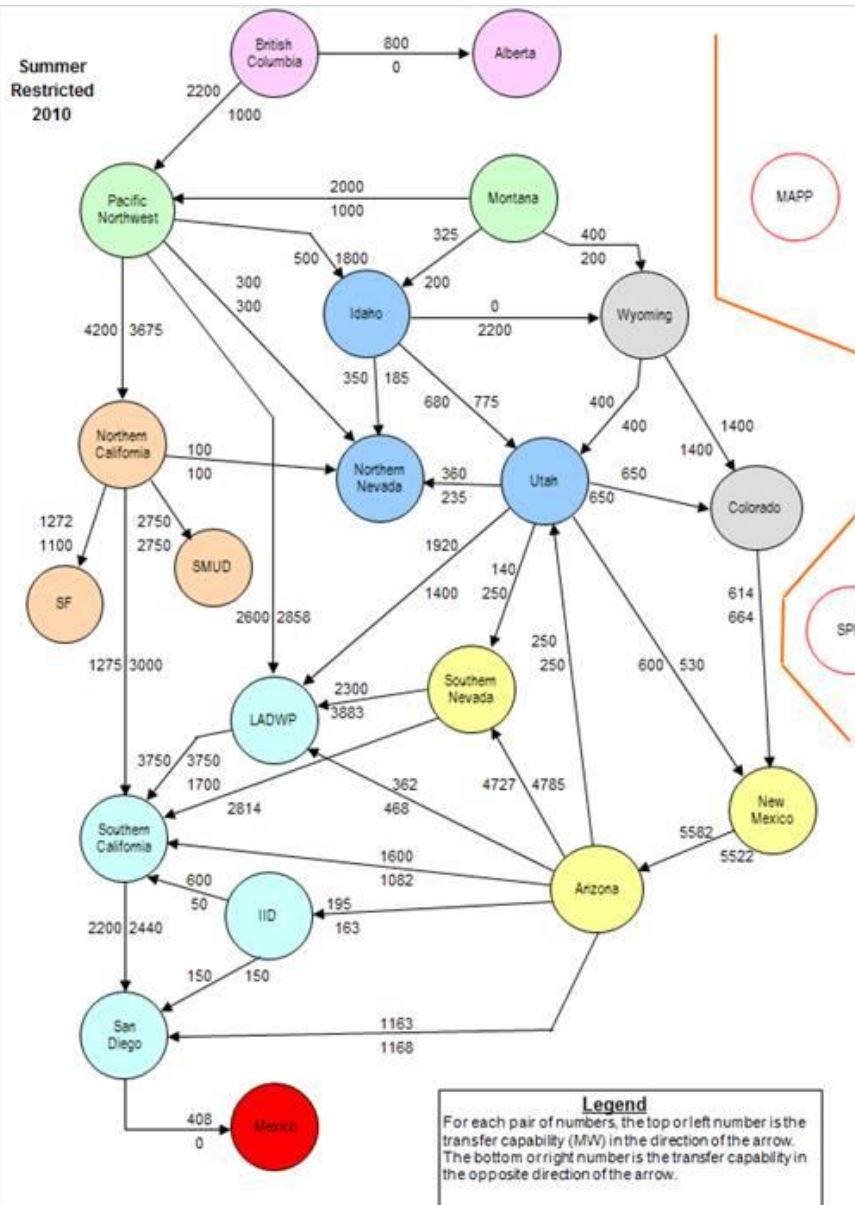 British
Columbia
800
0
Alberta
Summer
Restricted
2010
2200
1000
Pacific
Northwest
2000
1000
Montana
MAPP
500 1800
325
200
400
200
300
300
Idaho
0
2200
Wyoming
4200 3675
350 185
680 775
400
400
1400
1400
Northern
California
100
100
Northern
Nevada
360
235
Utah
650
650
Colorado
1272
1100
2750
2750
SF
SMUD
1920
1400
140
250
614
664
2600 2858
250
250
600 530
1275 3000
LADWP
2300
3883
Southern
Nevada
3750 3750
1700
2814
362
468
4727 4785
New
Mexico
Southern
California
1600
1082
5582
5522
Arizona
600
50
IID
195
163
2200 2440
150 150
San
Diego
1163
1168
408
0
Mexico
Legend
For each pair of numbers, the top or left number is the
transfer capability (MW) in the direction of the arrow.
The bottom or right number is the transfer capability in
the opposite direction of the arrow.